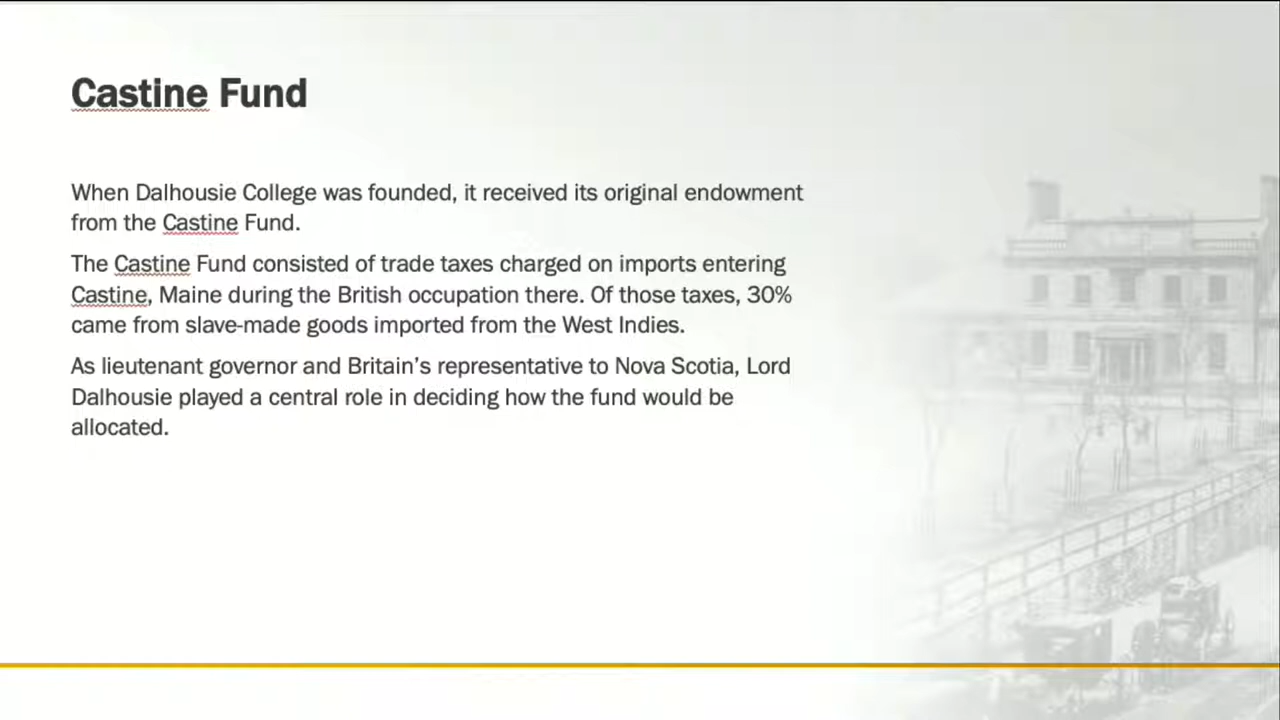 Castine Fund
When Dalhousie College was founded, it received its original endowment
from the Castine Fund.
The Castine Fund consisted of trade taxes charged on imports entering
Castine, Maine during the British occupation there. Of those taxes, 30%
came from slave-made goods imported from the West Indies.
As lieutenant governor and Britain’s representative to Nova Scotia, Lord
Dalhousie played a central role in deciding how the fund would be
allocated.